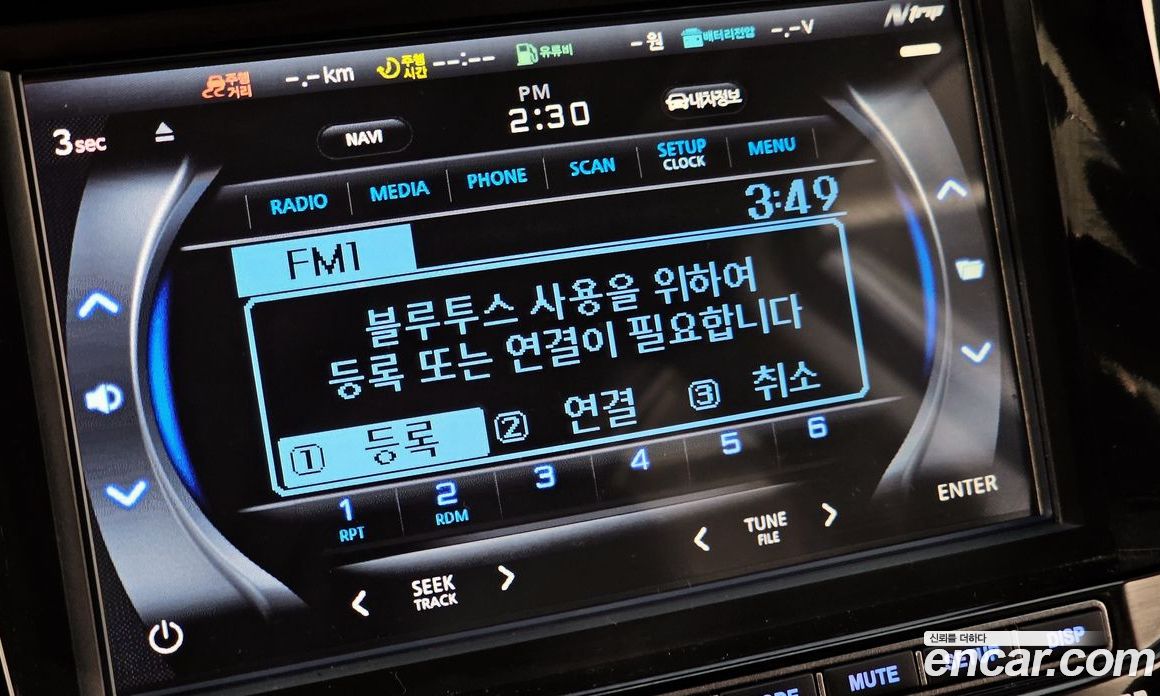 Ntrip
주행거리 -.-km 주행시간 --:-- 유류비 -원 배터리전압 -.-V
3sec
PM
2:30
NAVI
내차정보
RADIO MEDIA PHONE SCAN SETUP CLOCK MENU
3:49
FM1
블루투스 사용을 위하여
등록 또는 연결이 필요합니다
① 등록 ② 연결 ③ 취소
1 2 3 4 5 6
RPT RDM
ENTER
< SEEK TRACK >
< TUNE FILE >
MUTE
DISP
신뢰를 더하다
encar.com